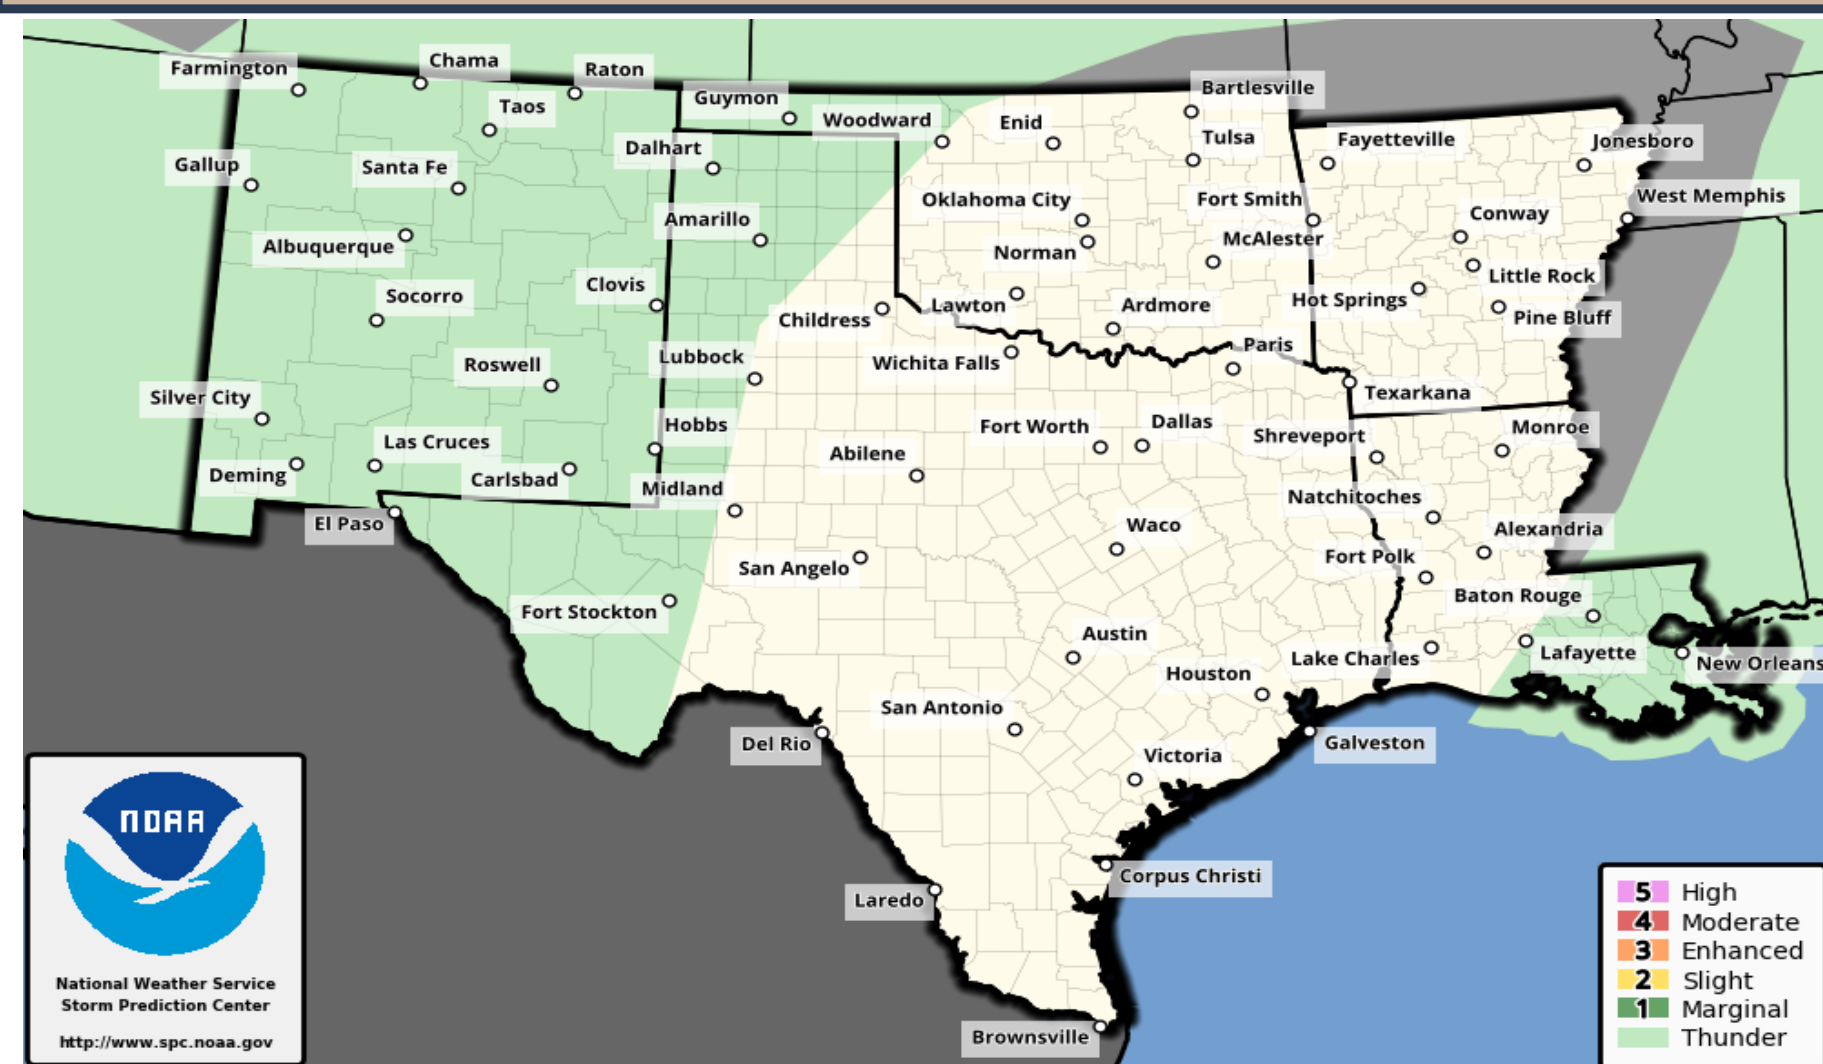 Farmington
Chama
Raton
Guymon
Bartlesville
Taos
Woodward
Enid
Tulsa
Fayetteville
Jonesboro
Gallup
Santa Fe
Dalhart
Oklahoma City
Fort Smith
West Memphis
Amarillo
Conway
Albuquerque
Norman
McAlester
Socorro
Clovis
Lawton
Ardmore
Hot Springs
Little Rock
Childress
Pine Bluff
Roswell
Lubbock
Wichita Falls
Paris
Silver City
Texarkana
Las Cruces
Hobbs
Fort Worth
Dallas
Shreveport
Monroe
Deming
Carlsbad
Midland
Abilene
Natchitoches
El Paso
Waco
Alexandria
San Angelo
Fort Polk
Fort Stockton
Baton Rouge
Austin
Lake Charles
Lafayette
New Orleans
Houston
San Antonio
Del Rio
Victoria
Galveston
Corpus Christi
Laredo
Brownsville
NOAA
National Weather Service
Storm Prediction Center
http://www.spc.noaa.gov
5 High
4 Moderate
3 Enhanced
2 Slight
1 Marginal
Thunder